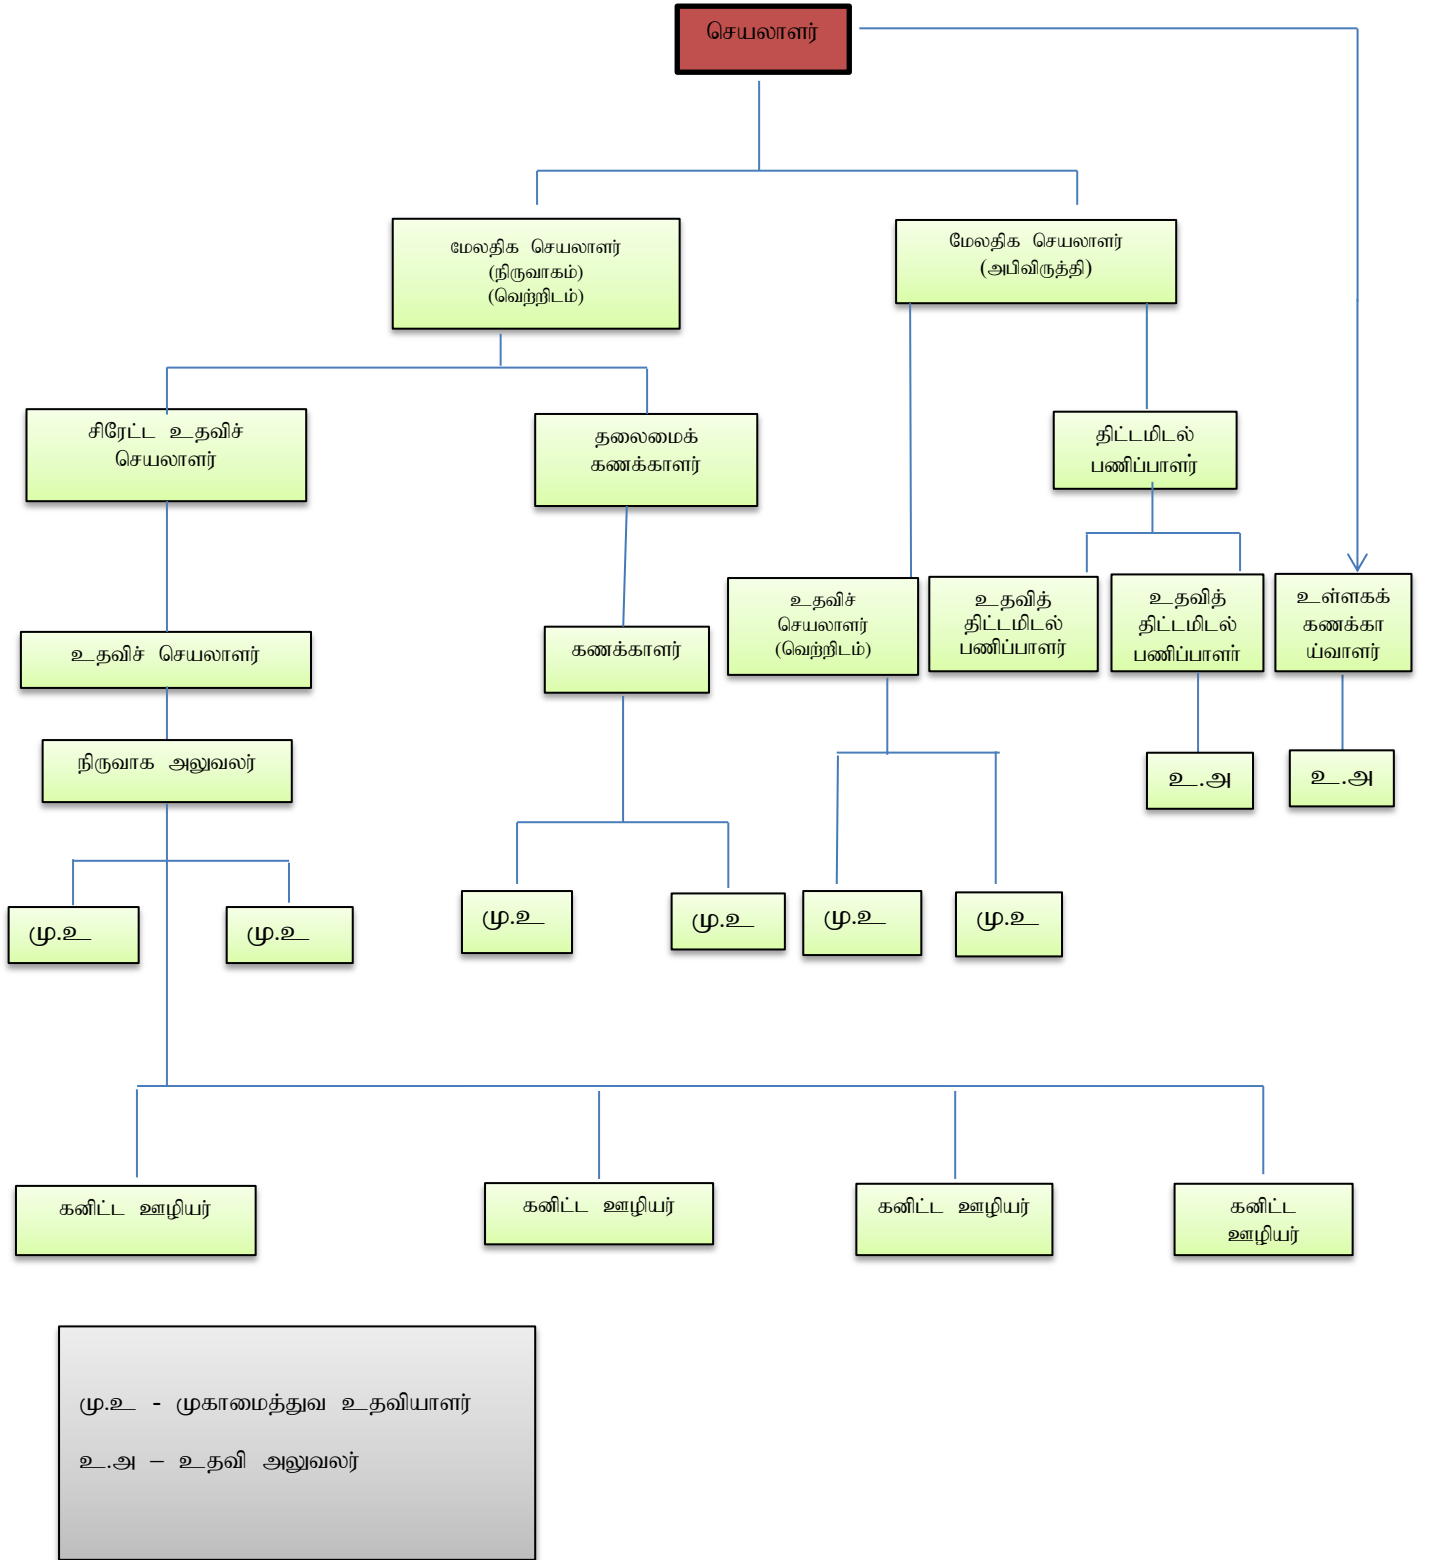 செயலாளர்
மேலதிக செயலாளர்
(நிருவாகம்)
(வெற்றிடம்)
மேலதிக செயலாளர்
(அபிவிருத்தி)
சிரேட்ட உதவிச்
செயலாளர்
தலைமைக்
கணக்காளர்
திட்டமிடல்
பணிப்பாளர்
உதவிச் செயலாளர்
கணக்காளர்
உதவிச்
செயலாளர்
(வெற்றிடம்)
உதவித்
திட்டமிடல்
பணிப்பாளர்
உதவித்
திட்டமிடல்
பணிப்பாளர்
உள்ளகக்
கணக்கா
ய்வாளர்
நிருவாக அலுவலர்
உ.அ
உ.அ
மு.உ
மு.உ
மு.உ
மு.உ
மு.உ
மு.உ
கனிட்ட ஊழியர்
கனிட்ட ஊழியர்
கனிட்ட ஊழியர்
கனிட்ட
ஊழியர்
மு.உ - முகாமைத்துவ உதவியாளர்
உ.அ – உதவி அலுவலர்